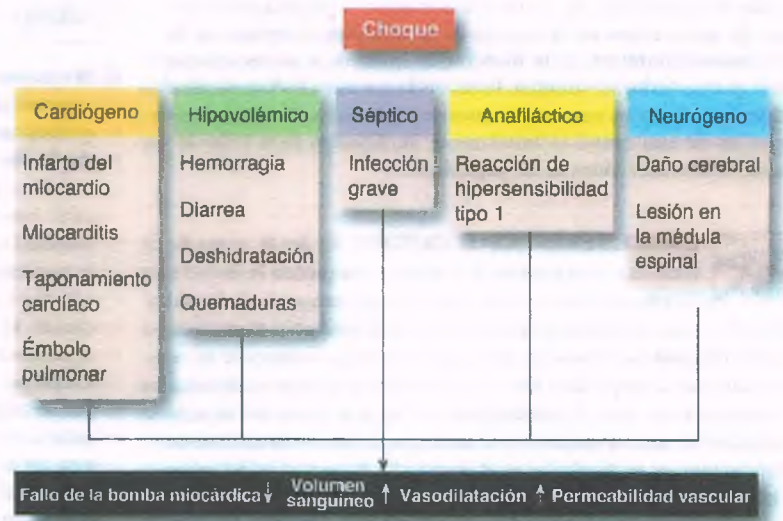 Choque
Cardiógeno
Infarto del
miocardio
Miocarditis
Taponamiento
cardíaco
Émbolo
pulmonar
Hipovolémico
Hemorragia
Diarrea
Deshidratación
Quemaduras
Séptico
Infección
grave
Anafiláctico
Reacción de
hipersensibilidad
tipo 1
Neurógeno
Daño cerebral
Lesión en
la médula
espinal
Fallo de la bomba miocárdica ↓ Volumen sanguíneo ↑ Vasodilatación ↑ Permeabilidad vascular